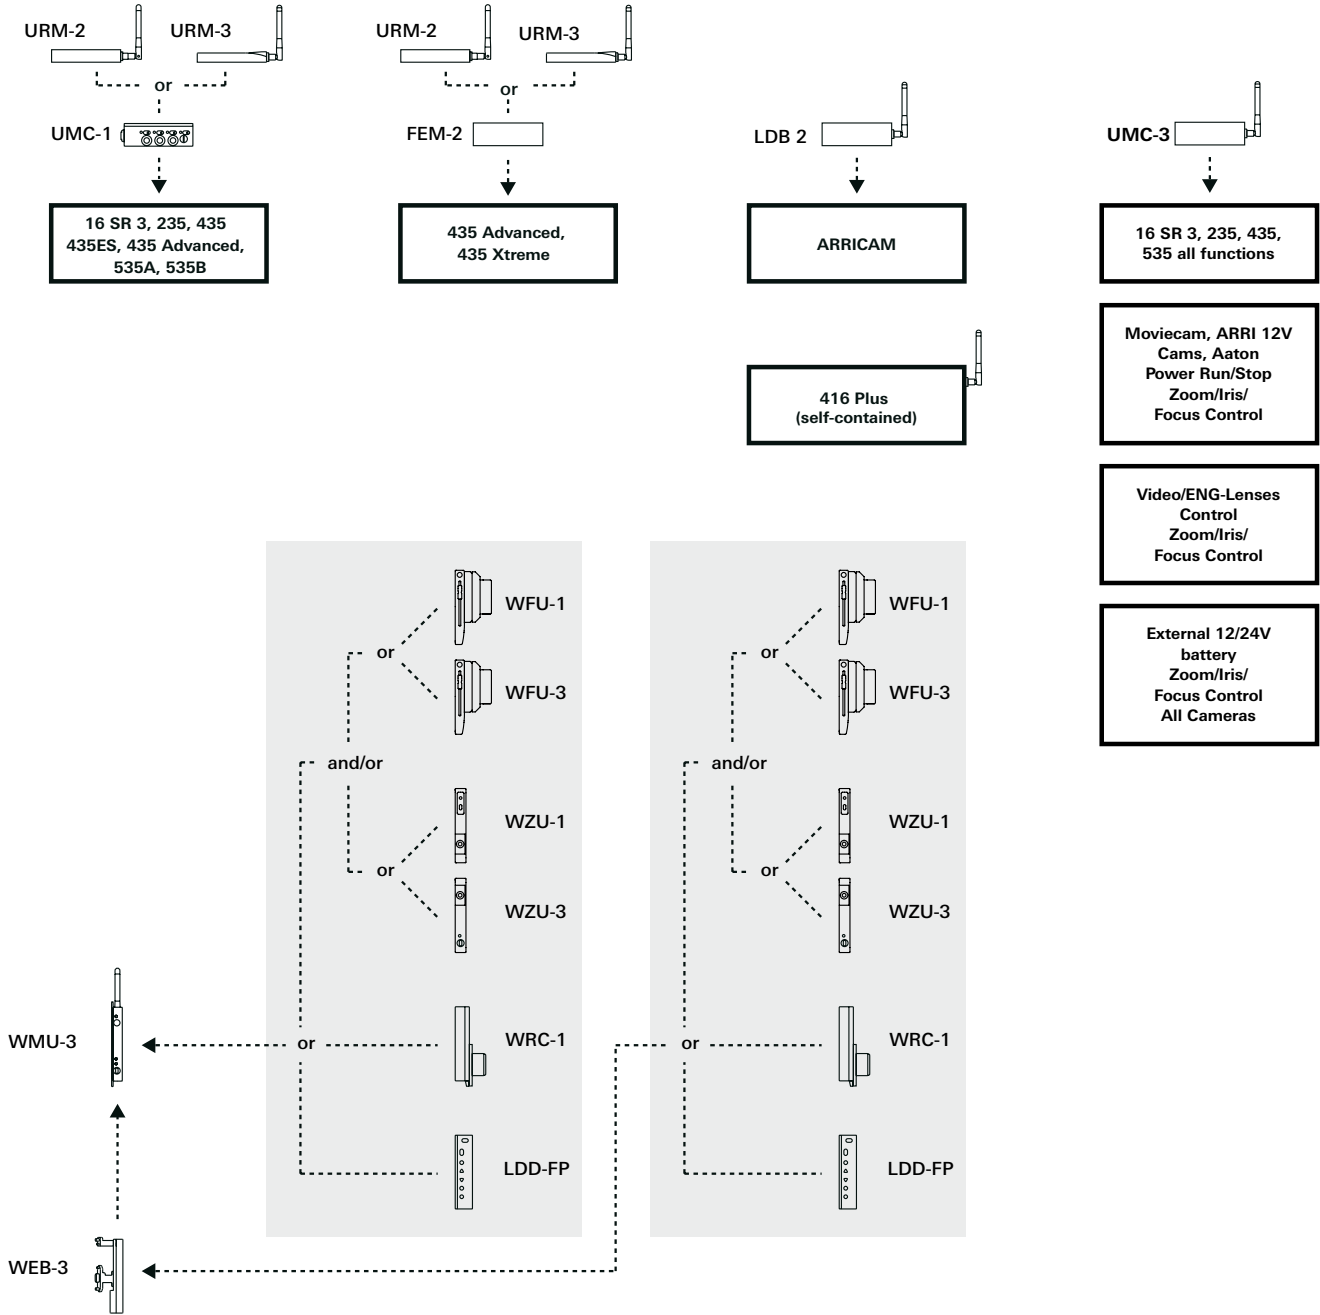 URM-2
URM-3
or
UMC-1
16 SR 3, 235, 435
435ES, 435 Advanced,
535A, 535B
URM-2
URM-3
or
FEM-2
435 Advanced,
435 Xtreme
LDB 2
ARRICAM
416 Plus
(self-contained)
UMC-3
16 SR 3, 235, 435,
535 all functions
Moviecam, ARRI 12V
Cams, Aaton
Power Run/Stop
Zoom/Iris/
Focus Control
Video/ENG-Lenses
Control
Zoom/Iris/
Focus Control
External 12/24V
battery
Zoom/Iris/
Focus Control
All Cameras
WFU-1
or
WFU-3
and/or
WZU-1
or
WZU-3
WMU-3
or
WRC-1
LDD-FP
WEB-3
WFU-1
or
WFU-3
and/or
WZU-1
or
WZU-3
or
WRC-1
LDD-FP